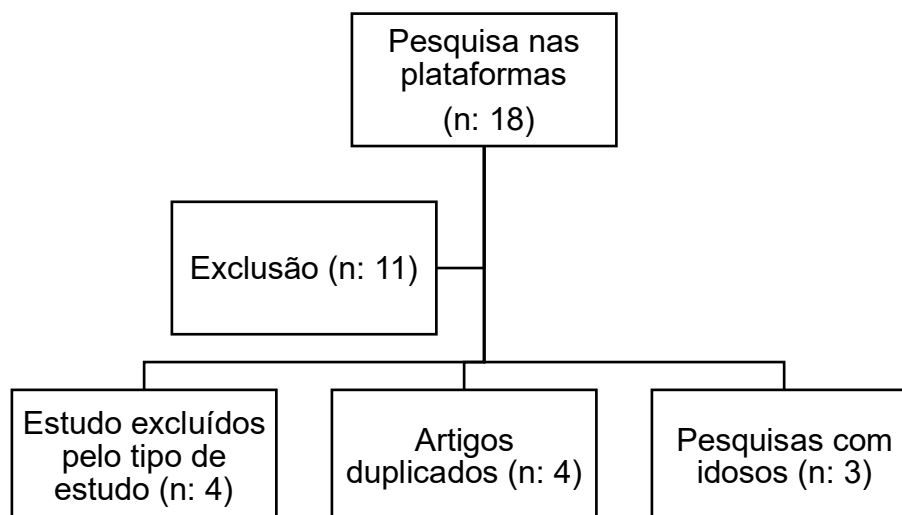 Pesquisa nas
plataformas
(n: 18)
Exclusão (n: 11)
Estudo excluídos
pelo tipo de
estudo (n: 4)
Artigos
duplicados (n: 4)
Pesquisas com
idosos (n: 3)